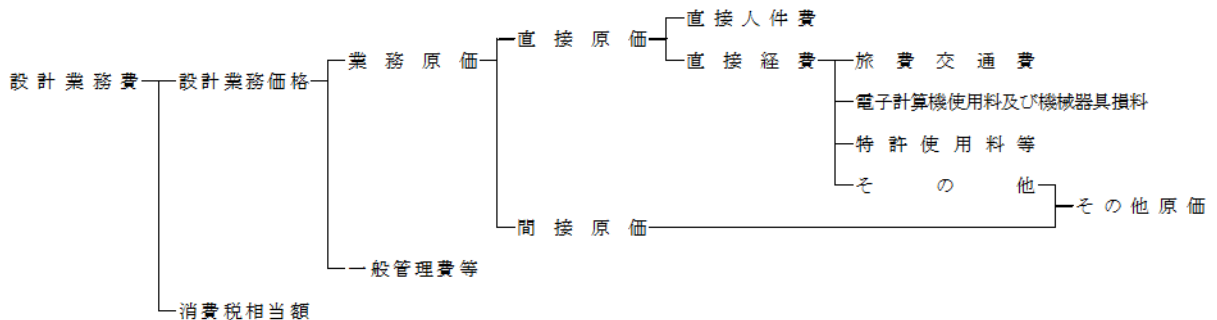 直接人件費
直接原価
業務原価
直接経費
旅費交通費
設計業務費
設計業務価格
電子計算機使用料及び機械器具損料
特許使用料等
その他
その他原価
間接原価
一般管理費等
消費税相当額